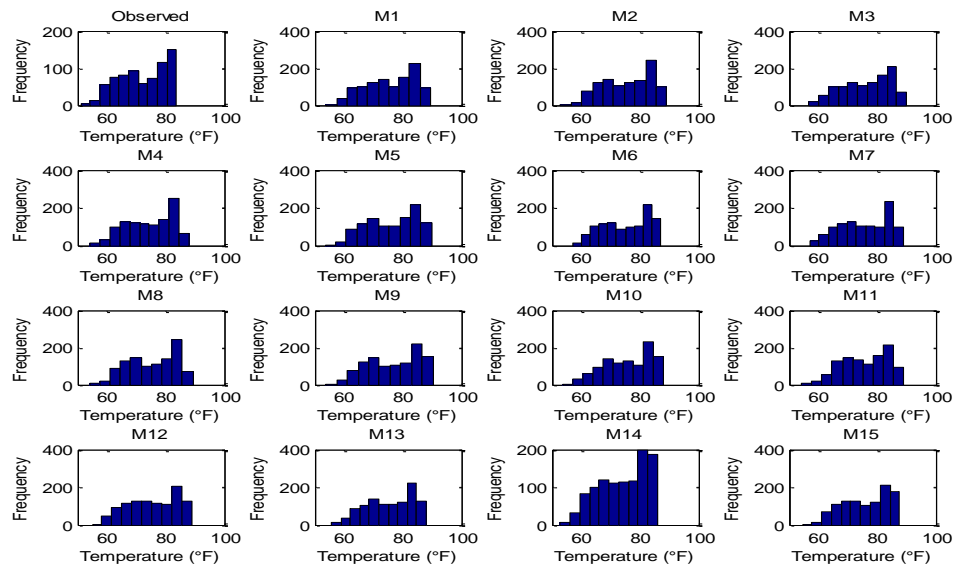 Observed M1 M2 M3
200 400 400 400
Frequency Frequency Frequency Frequency
100 200 200 200
0 0 0 0
60 80 100 60 80 100 60 80 100 60 80 100
Temperature (°F) Temperature (°F) Temperature (°F) Temperature (°F)
M4 M5 M6 M7
400 400 400 400
Frequency Frequency Frequency Frequency
200 200 200 200
0 0 0 0
60 80 100 60 80 100 60 80 100 60 80 100
Temperature (°F) Temperature (°F) Temperature (°F) Temperature (°F)
M8 M9 M10 M11
400 400 400 400
Frequency Frequency Frequency Frequency
200 200 200 200
0 0 0 0
60 80 100 60 80 100 60 80 100 60 80 100
Temperature (°F) Temperature (°F) Temperature (°F) Temperature (°F)
M12 M13 M14 M15
400 400 200 400
Frequency Frequency Frequency Frequency
200 200 100 200
0 0 0 0
60 80 100 60 80 100 60 80 100 60 80 100
Temperature (°F) Temperature (°F) Temperature (°F) Temperature (°F)